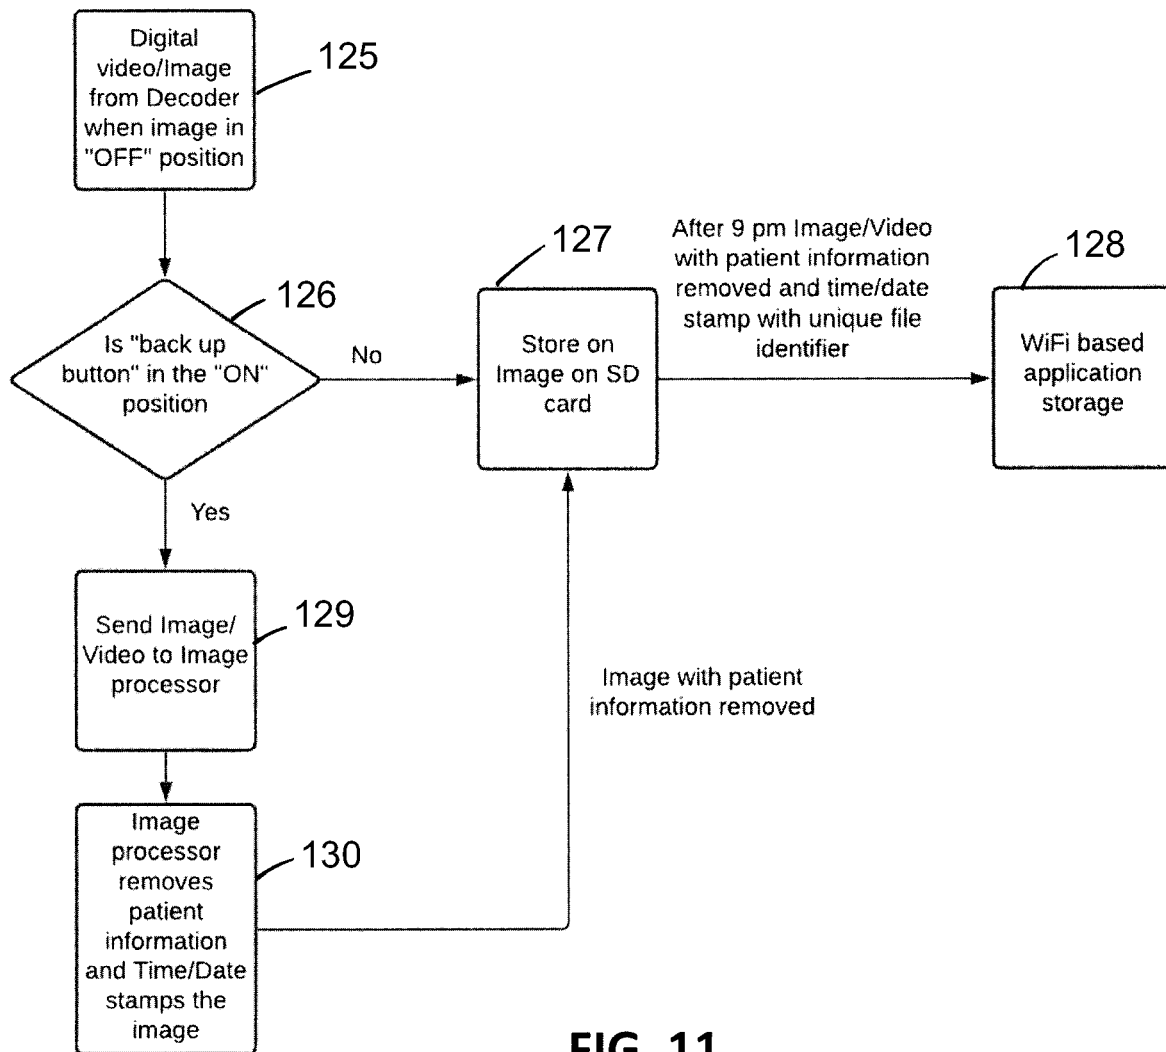 Digital
video/Image
from Decoder
when image in
"OFF" position
125
Is "back up
button" in the "ON"
position
126
No
Yes
Store on
Image on SD
card
127
After 9 pm Image/Video
with patient information
removed and time/date
stamp with unique file
identifier
WiFi based
application
storage
128
Send Image/
Video to Image
processor
129
Image
processor
removes
patient
information
and Time/Date
stamps the
image
130
Image with patient
information removed
FIG. 11